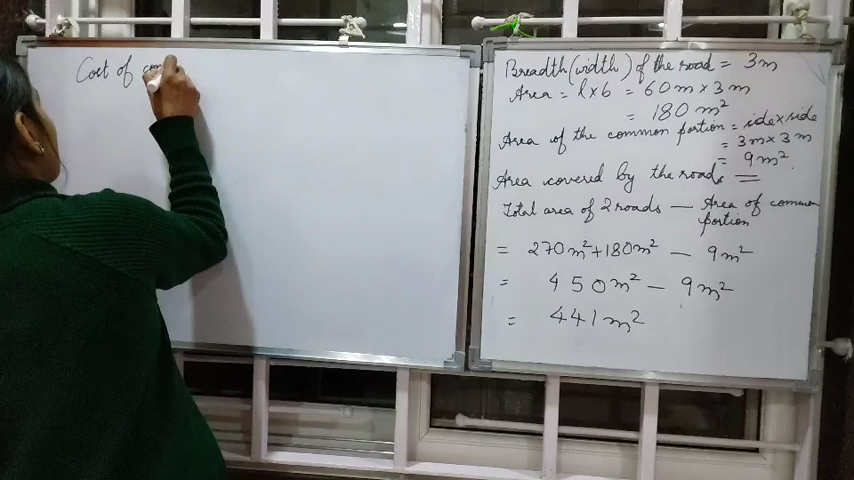 Cost of con
Breadth (width) of the road = 3m
Area = l x b = 60m x 3m
= 180 m²
Area of the common portion = side x side
= 3m x 3m
= 9m²
Area covered by the roads =
Total area of 2 roads — Area of common
portion
= 270m² + 180m² — 9m²
= 450m² — 9m²
= 441m²